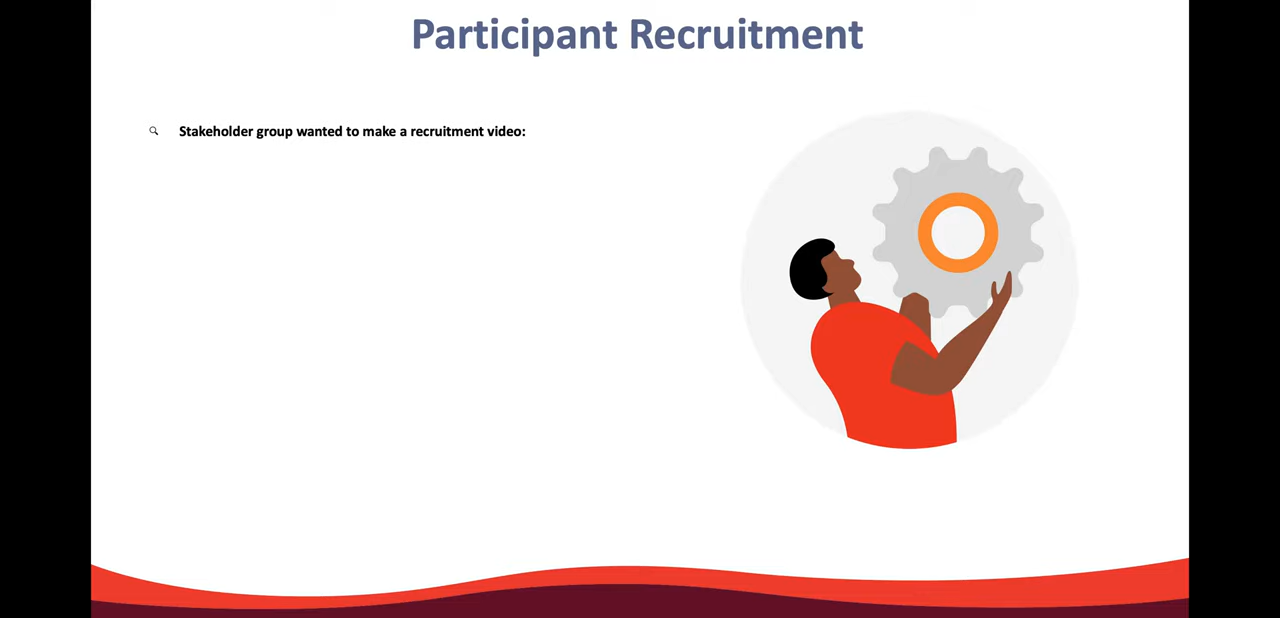 Participant Recruitment
Stakeholder group wanted to make a recruitment video: